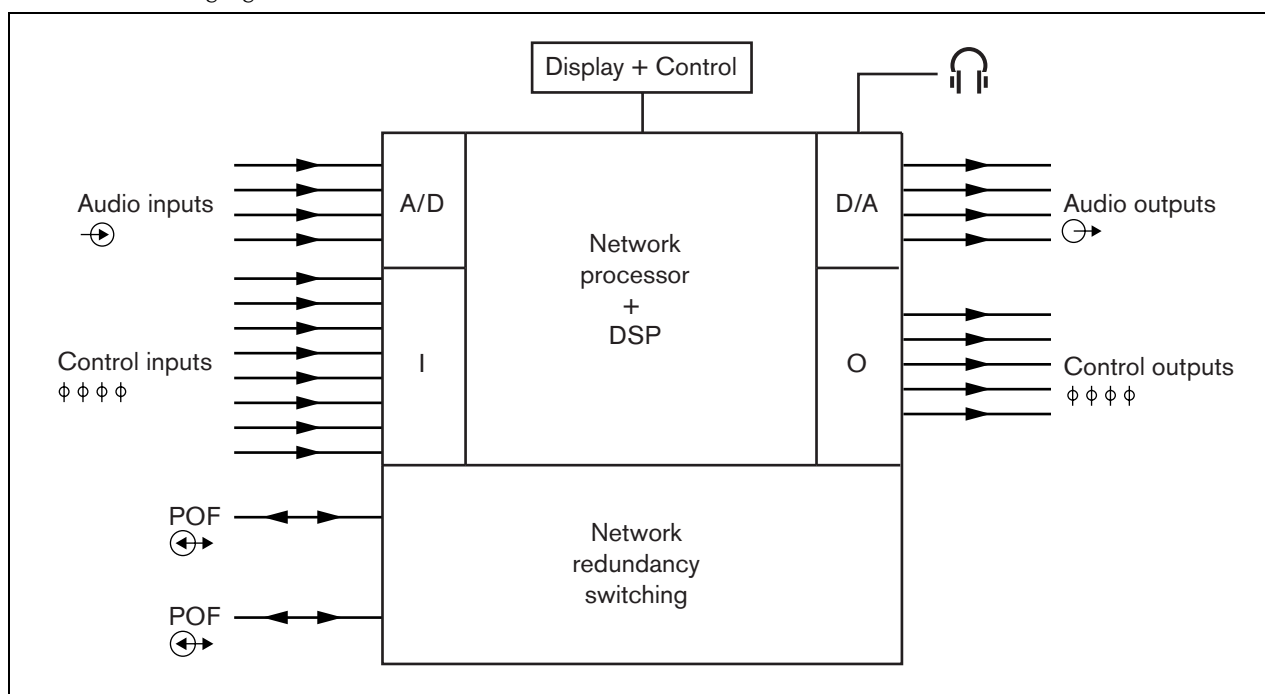 Display + Control
Audio inputs
A/D
Network
processor
+
DSP
D/A
Audio outputs
Control inputs
I
O
Control outputs
POF
POF
Network
redundancy
switching